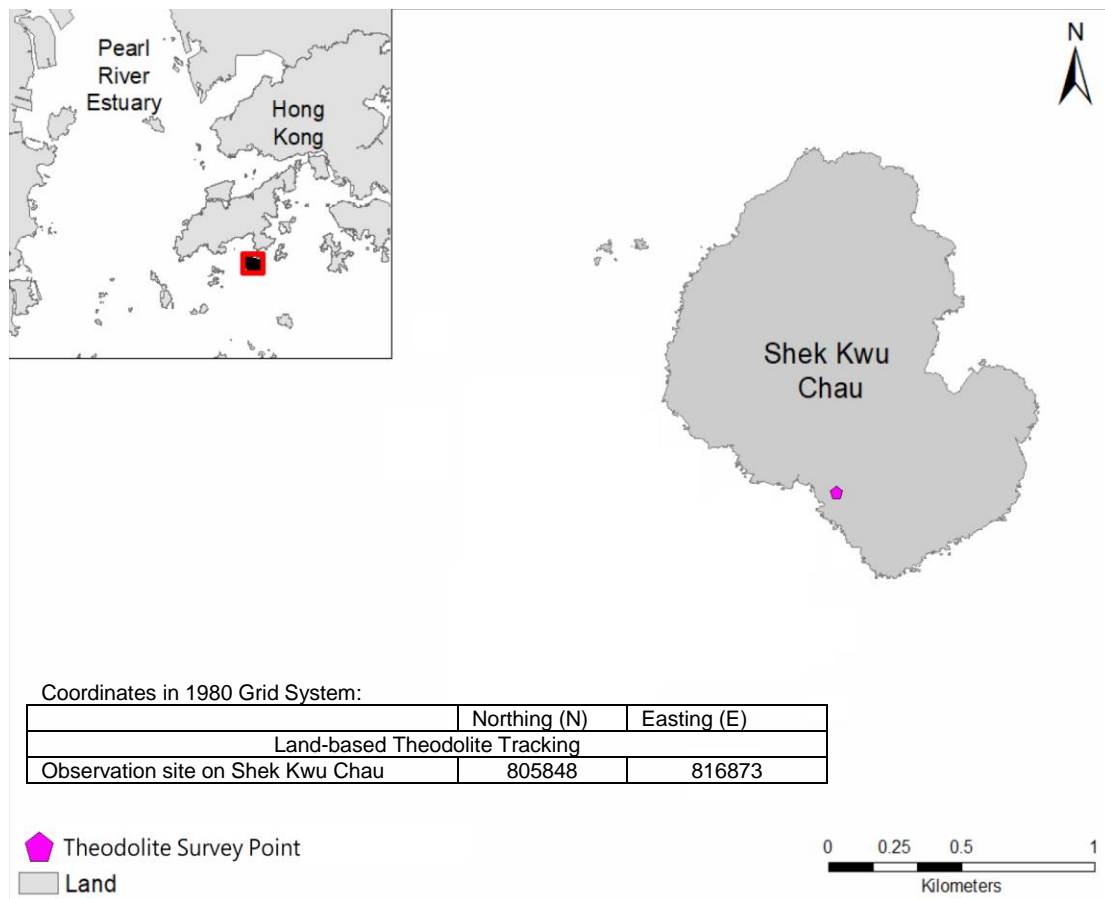 Pearl
River
Estuary
Hong
Kong
N
Shek Kwu
Chau
Coordinates in 1980 Grid System:
Northing (N) Easting (E)
Land-based Theodolite Tracking
Observation site on Shek Kwu Chau 805848 816873
Theodolite Survey Point
Land
0 0.25 0.5 1
Kilometers